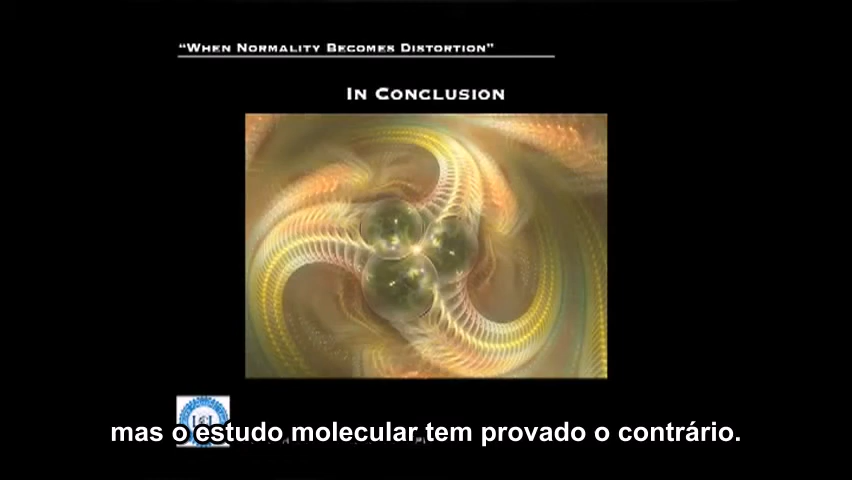 "When Normality Becomes Distortion"
In Conclusion
mas o estudo molecular tem provado o contrário.